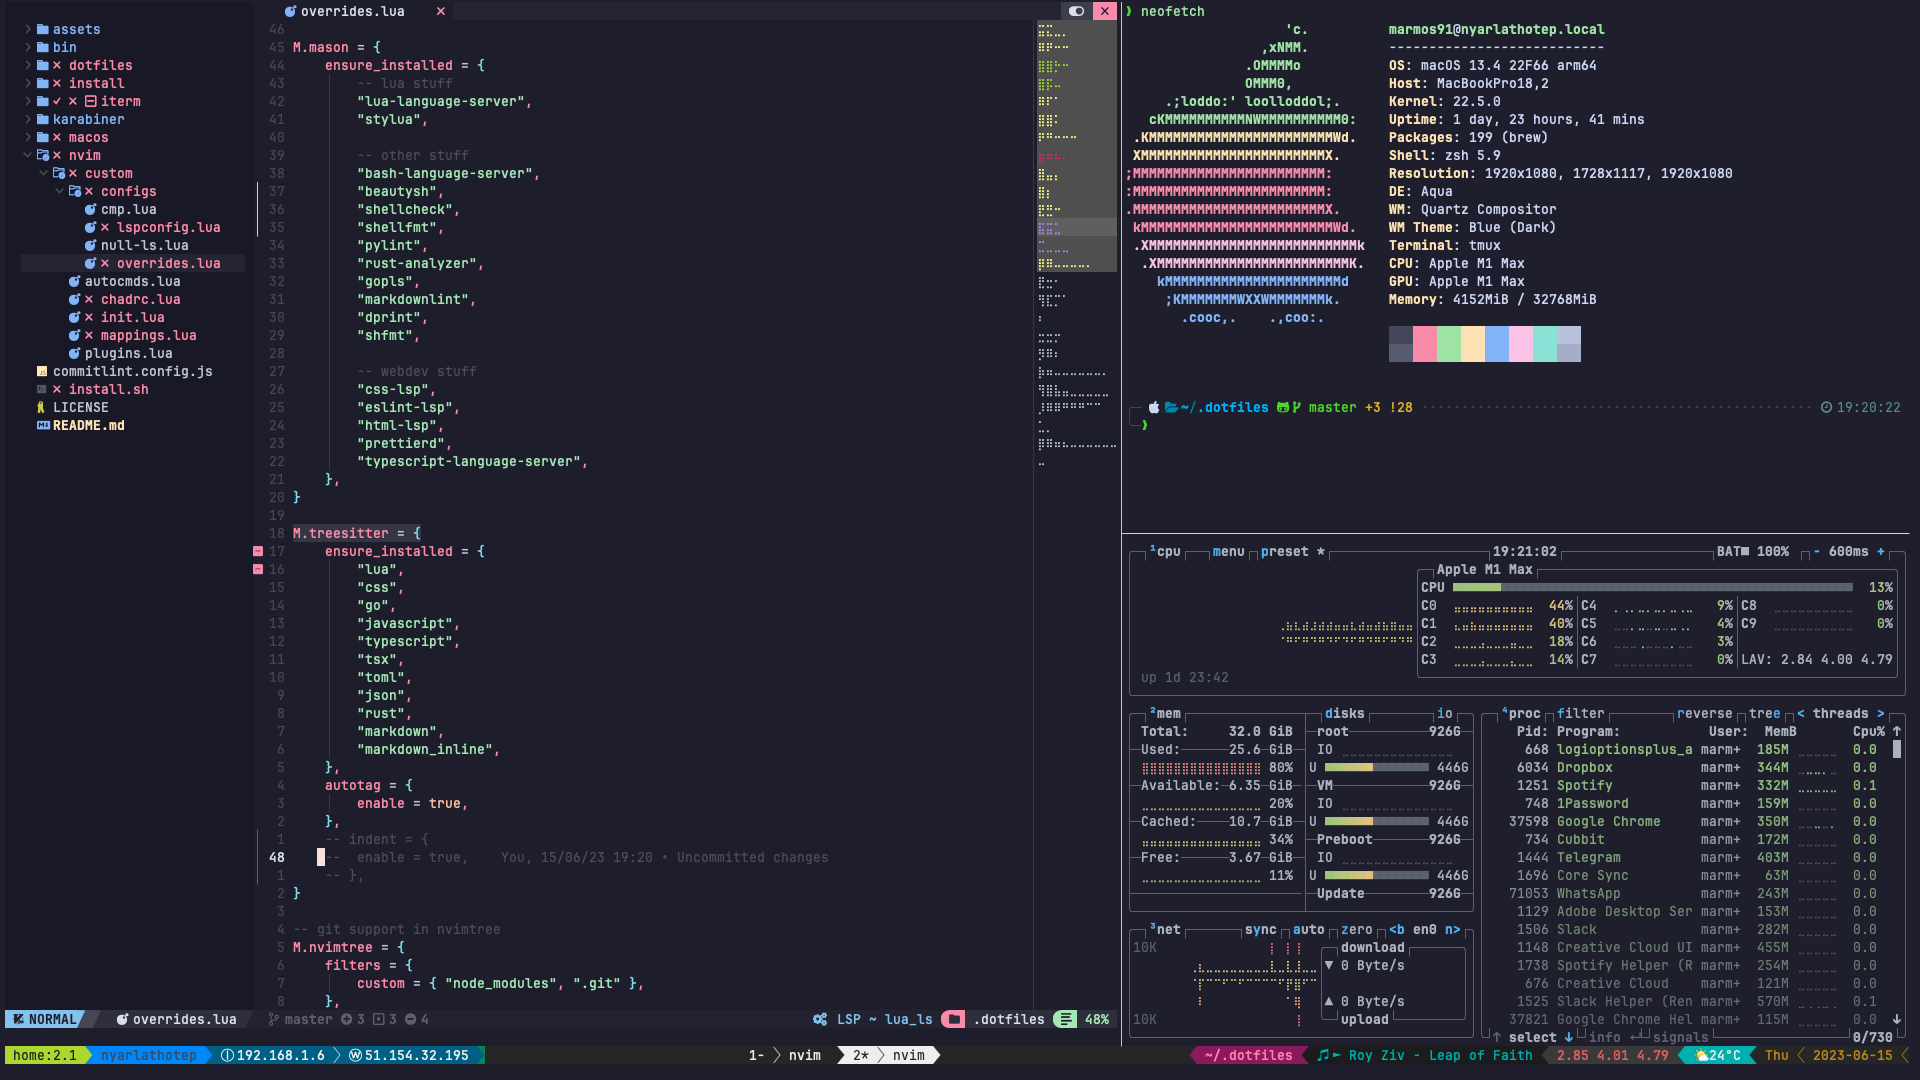 overrides.lua ×
assets
bin
× dotfiles
× install
✓ × iterm
karabiner
× macos
× nvim
× custom
× configs
cmp.lua
× lspconfig.lua
null-ls.lua
× overrides.lua
autocmds.lua
× chadrc.lua
× init.lua
× mappings.lua
plugins.lua
commitlint.config.js
× install.sh
LICENSE
README.md
46
45 M.mason = {
44 ensure_installed = {
43 -- lua stuff
42 "lua-language-server",
41 "stylua",
40
39 -- other stuff
38 "bash-language-server",
37 "beautysh",
36 "shellcheck",
35 "shellfmt",
34 "pylint",
33 "rust-analyzer",
32 "gopls",
31 "markdownlint",
30 "dprint",
29 "shfmt",
28
27 -- webdev stuff
26 "css-lsp",
25 "eslint-lsp",
24 "html-lsp",
23 "prettierd",
22 "typescript-language-server",
21 },
20 }
19
18 M.treesitter = {
17 ensure_installed = {
16 "lua",
15 "css",
14 "go",
13 "javascript",
12 "typescript",
11 "tsx",
10 "toml",
9 "json",
8 "rust",
7 "markdown",
6 "markdown_inline",
5 },
4 autotag = {
3 enable = true,
2 },
1 -- indent = {
48 -- enable = true, You, 15/06/23 19:20 • Uncommitted changes
1 -- },
2 }
3
4 -- git support in nvimtree
5 M.nvimtree = {
6 filters = {
7 custom = { "node_modules", ".git" },
8 },
NORMAL overrides.lua master 3 3 4 LSP ~ lua_ls .dotfiles 48%
❯ neofetch
'c.
,xNMM.
.OMMMMo
OMMM0,
.;loddo:' loolloddol;.
cKMMMMMMMMMMNWMMMMMMMMMM0:
.KMMMMMMMMMMMMMMMMMMMMMMMWd.
XMMMMMMMMMMMMMMMMMMMMMMMX.
;MMMMMMMMMMMMMMMMMMMMMMMM:
:MMMMMMMMMMMMMMMMMMMMMMMM:
.MMMMMMMMMMMMMMMMMMMMMMMMX.
kMMMMMMMMMMMMMMMMMMMMMMMMWd.
.XMMMMMMMMMMMMMMMMMMMMMMMMMMk
.XMMMMMMMMMMMMMMMMMMMMMMMMK.
kMMMMMMMMMMMMMMMMMMMMMMd
;KMMMMMMMWXXWMMMMMMMk.
.cooc,. .,coo:.
marmos91@nyarlathotep.local
---------------------------
OS: macOS 13.4 22F66 arm64
Host: MacBookPro18,2
Kernel: 22.5.0
Uptime: 1 day, 23 hours, 41 mins
Packages: 199 (brew)
Shell: zsh 5.9
Resolution: 1920x1080, 1728x1117, 1920x1080
DE: Aqua
WM: Quartz Compositor
WM Theme: Blue (Dark)
Terminal: tmux
CPU: Apple M1 Max
GPU: Apple M1 Max
Memory: 4152MiB / 32768MiB
~/.dotfiles master +3 !28 19:20:22
❯
¹cpu menu preset * 19:21:02 BAT■ 100% - 600ms +
Apple M1 Max
CPU 13%
C0 44% C4 9% C8 0%
C1 40% C5 4% C9 0%
C2 18% C6 3%
C3 14% C7 0% LAV: 2.84 4.00 4.79
up 1d 23:42
²mem
Total: 32.0 GiB
Used: 25.6 GiB
80%
Available: 6.35 GiB
20%
Cached: 10.7 GiB
34%
Free: 3.67 GiB
11%
disks io
root 926G
IO
U 446G
VM 926G
IO
U 446G
Preboot 926G
IO
U 446G
Update 926G
³net sync auto zero <b en0 n>
10K
download
▼ 0 Byte/s
▲ 0 Byte/s
upload
10K
⁴proc filter reverse tree < threads >
Pid: Program: User: MemB Cpu% ↑
668 logioptionsplus_a marm+ 185M 0.0
6034 Dropbox marm+ 344M 0.0
1251 Spotify marm+ 332M 0.1
748 1Password marm+ 159M 0.0
37598 Google Chrome marm+ 350M 0.0
734 Cubbit marm+ 172M 0.0
1444 Telegram marm+ 403M 0.0
1696 Core Sync marm+ 63M 0.0
71053 WhatsApp marm+ 243M 0.0
1129 Adobe Desktop Ser marm+ 153M 0.0
1506 Slack marm+ 282M 0.0
1148 Creative Cloud UI marm+ 455M 0.0
1738 Spotify Helper (R marm+ 254M 0.0
676 Creative Cloud marm+ 121M 0.0
1525 Slack Helper (Ren marm+ 570M 0.1
37821 Google Chrome Hel marm+ 115M 0.0 ↓
↑ select ↓ info ↵ signals 0/730
home:2.1 nyarlathotep 192.168.1.6 51.154.32.195 1- nvim 2* nvim ~/.dotfiles ♫► Roy Ziv - Leap of Faith 2.85 4.01 4.79 24°C Thu 2023-06-15